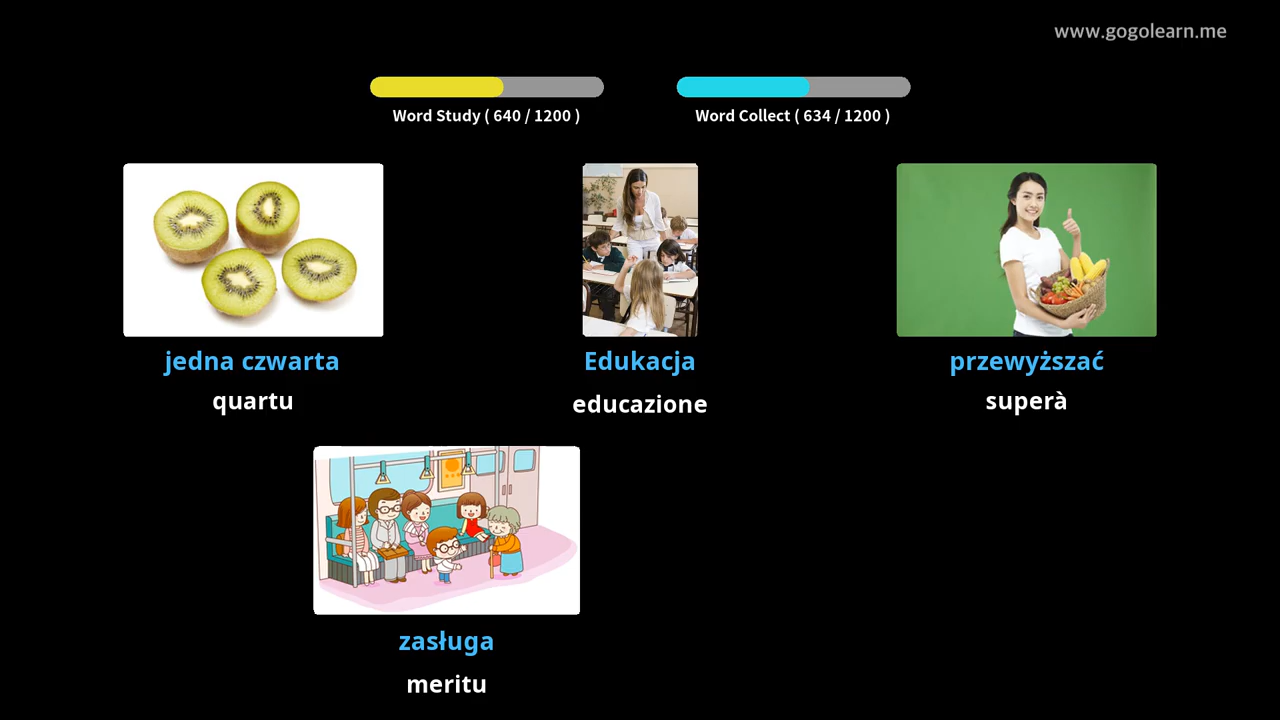 www.gogolearn.me
Word Study ( 640 / 1200 )
Word Collect ( 634 / 1200 )
jedna czwarta
quartu
Edukacja
educazione
przewyższać
superà
zasługa
meritu